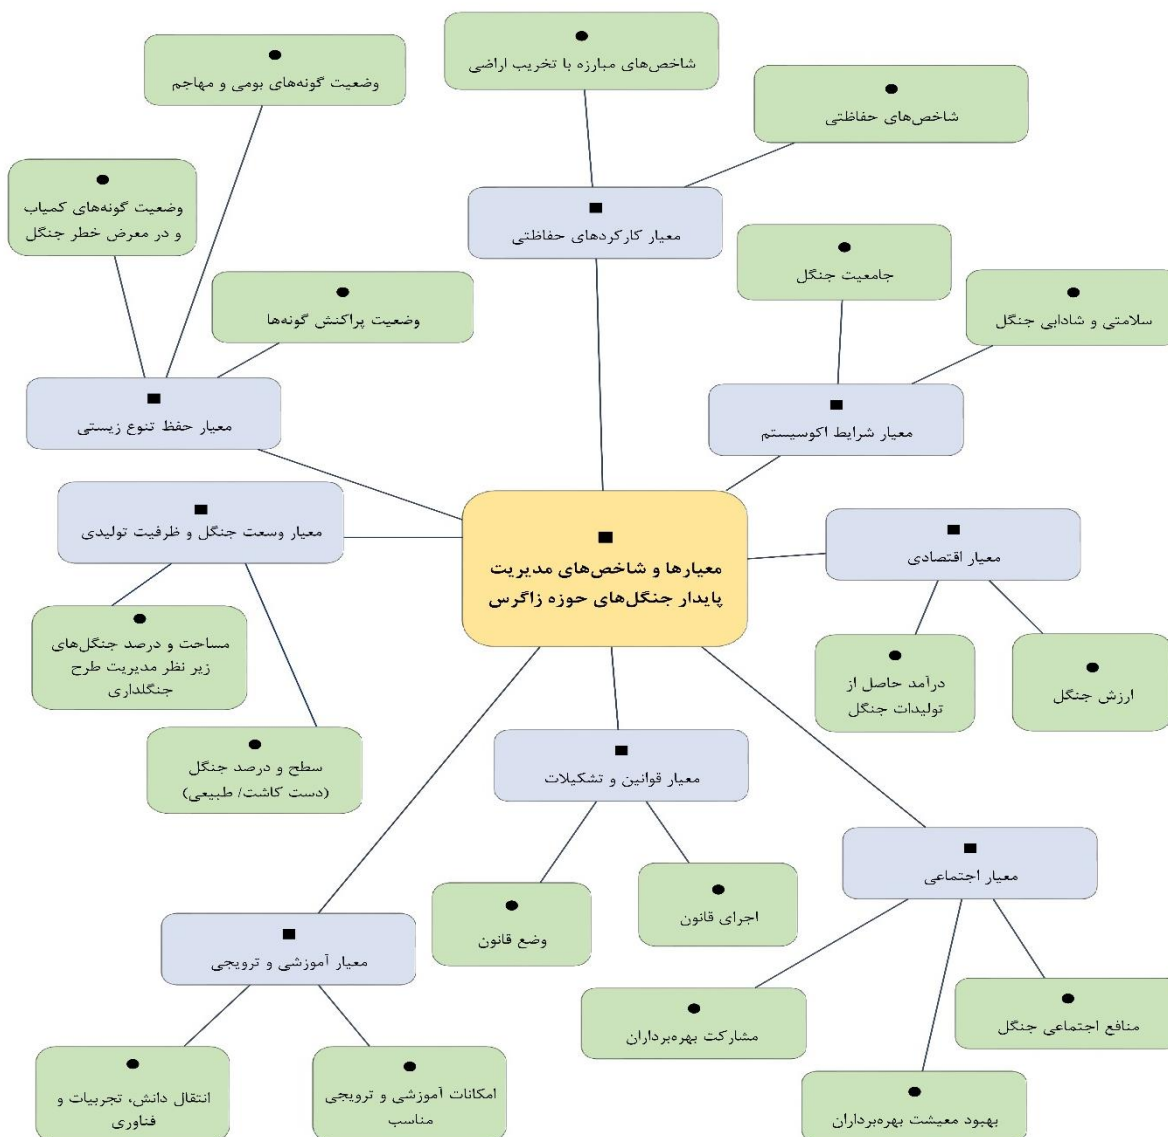 شاخص‌های مبارزه با تخریب اراضی
وضعیت گونه‌های بومی و مهاجم
شاخص‌های حفاظتی
وضعیت گونه‌های کمیاب
و در معرض خطر جنگل
معیار کارکردهای حفاظتی
جامعیت جنگل
سلامتی و شادابی جنگل
وضعیت پراکنش گونه‌ها
معیار حفظ تنوع زیستی
معیار شرایط اکوسیستم
معیار وسعت جنگل و ظرفیت تولیدی
معیارها و شاخص‌های مدیریت
پایدار جنگل‌های حوزه زاگرس
معیار اقتصادی
مساحت و درصد جنگل‌های
زیر نظر مدیریت طرح
جنگلداری
درآمد حاصل از
تولیدات جنگل
ارزش جنگل
سطح و درصد جنگل
(دست کاشت/ طبیعی)
معیار قوانین و تشکیلات
معیار اجتماعی
اجرای قانون
وضع قانون
معیار آموزشی و ترویجی
منافع اجتماعی جنگل
مشارکت بهره‌برداران
امکانات آموزشی و ترویجی
مناسب
انتقال دانش، تجربیات و
فناوری
بهبود معیشت بهره‌برداران